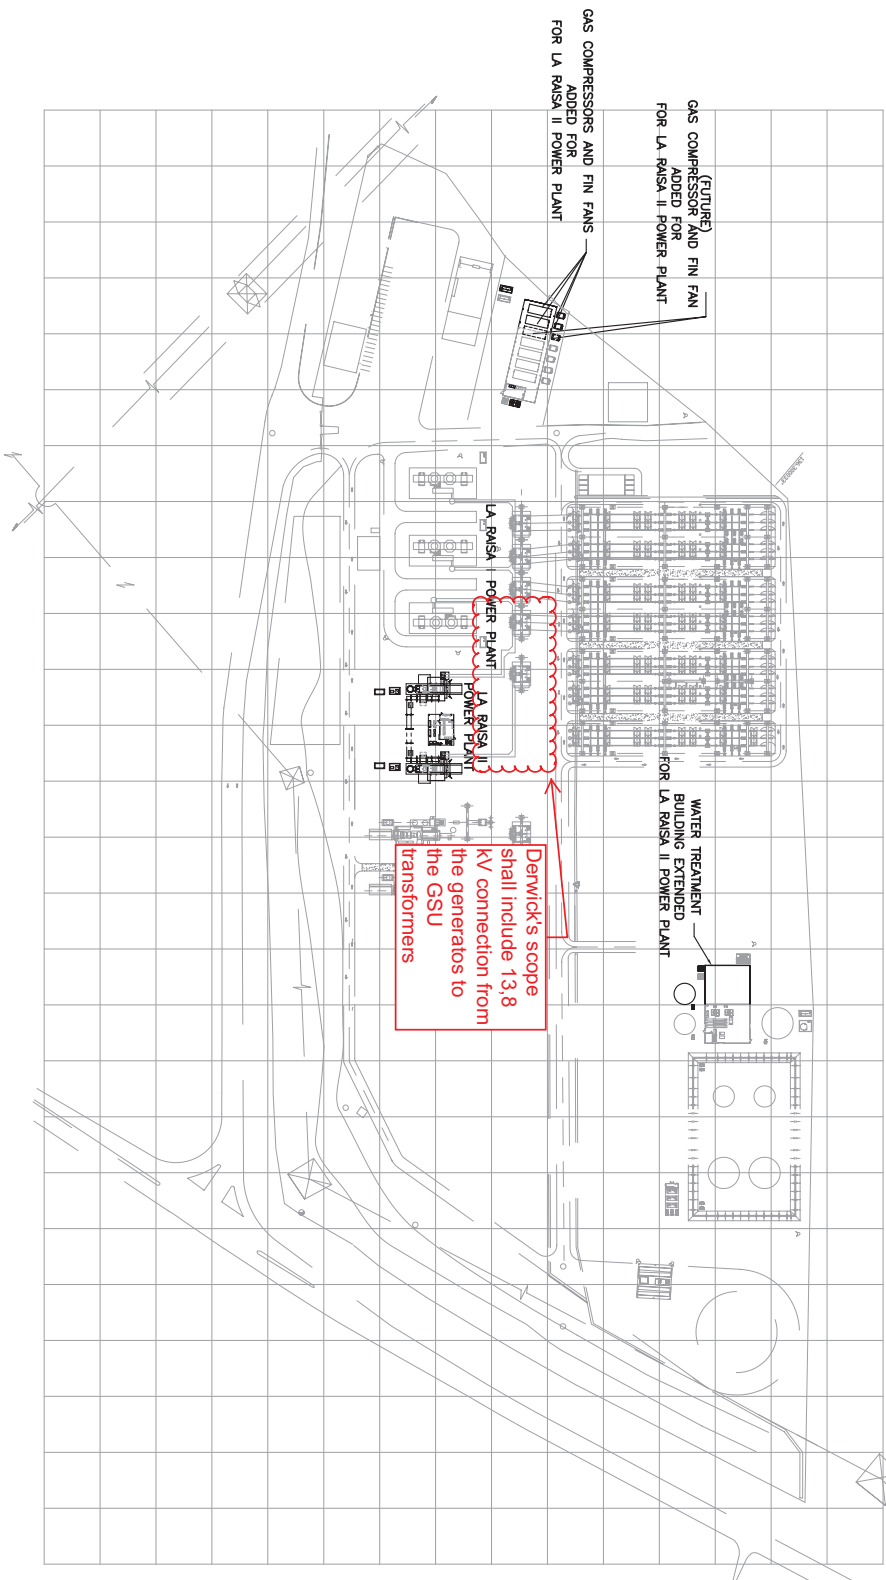 GAS COMPRESSORS AND FIN FANS
ADDED FOR
FOR LA RAISA II POWER PLANT
(FUTURE)
GAS COMPRESSOR AND FIN FAN
ADDED FOR
FOR LA RAISA II POWER PLANT
LA RAISA I POWER PLANT
LA RAISA II
POWER PLANT
WATER TREATMENT
BUILDING EXTENDED
FOR LA RAISA II POWER PLANT
Derwick's scope
shall include 13,8
kV connection from
the generatos to
the GSU
transformers